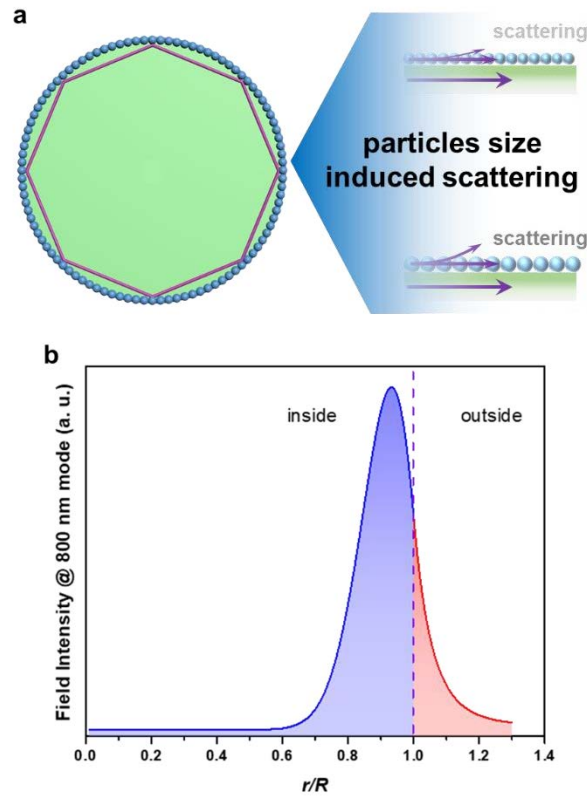 a
scattering
particles size
induced scattering
scattering
b
Field Intensity @ 800 nm mode (a. u.)
inside
outside
0.0 0.2 0.4 0.6 0.8 1.0 1.2 1.4
r/R